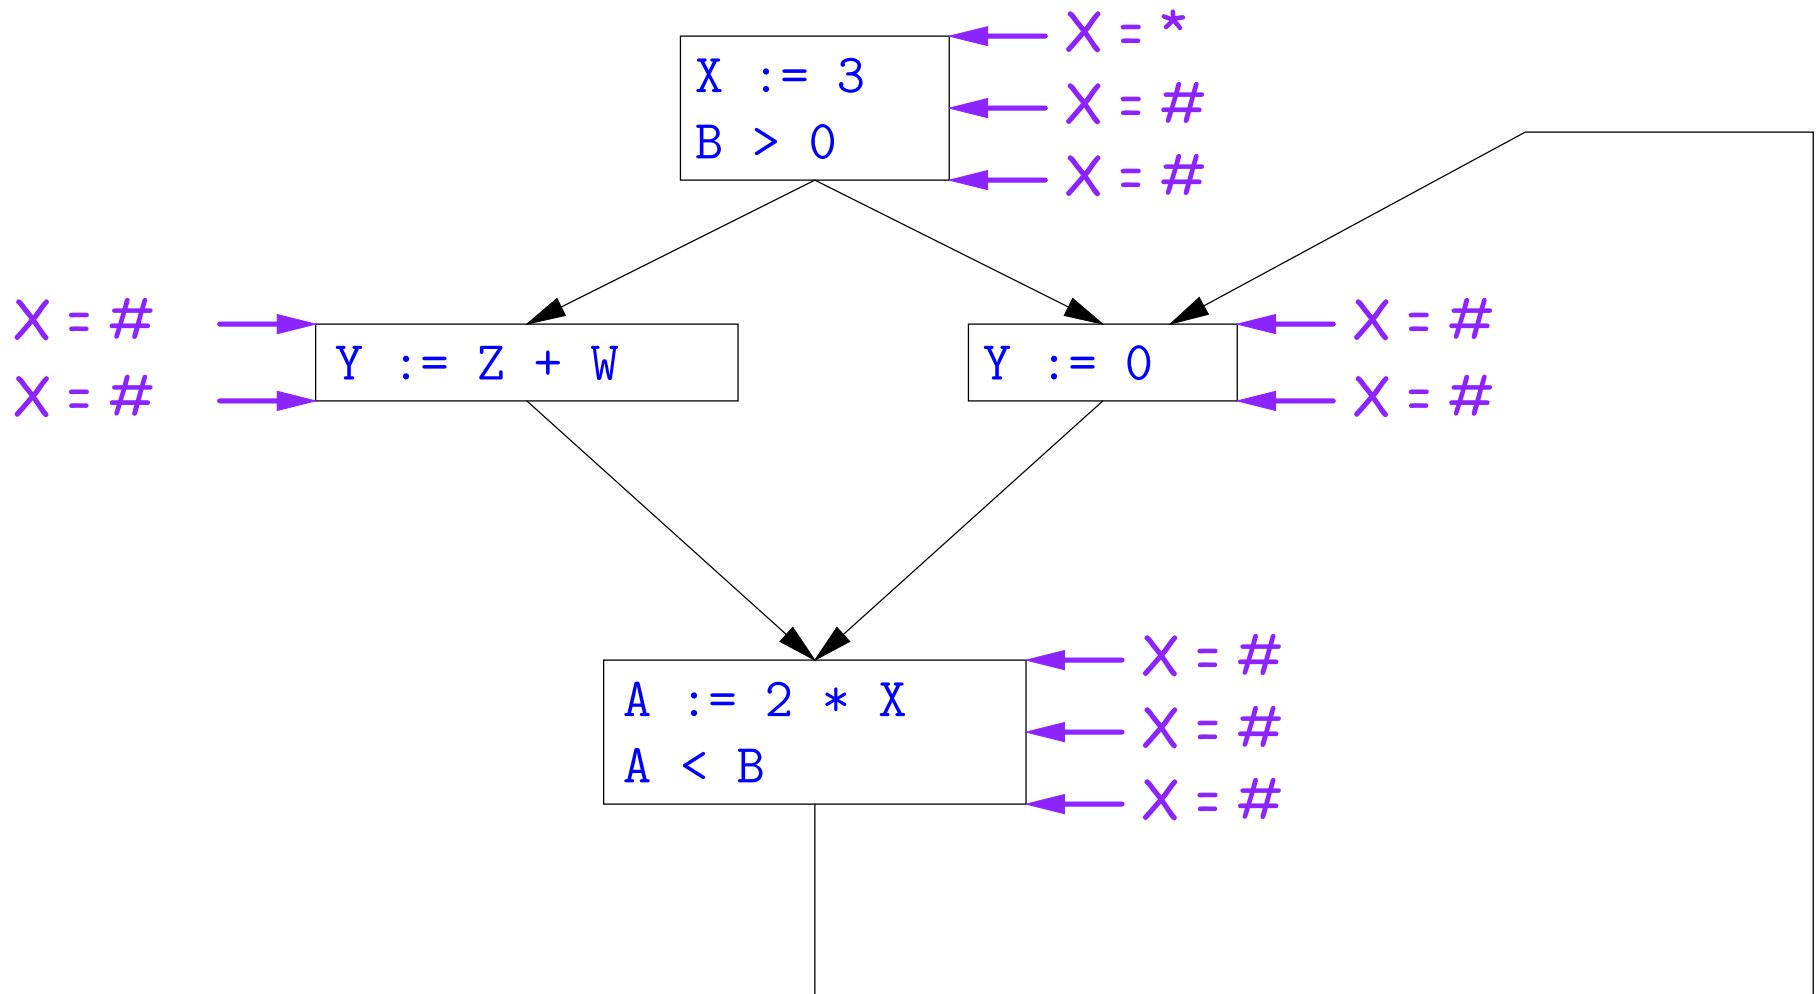 X = *
X := 3
X = #
B > 0
X = #
X = #
Y := Z + W
X = #
X = #
Y := 0
X = #
X = #
A := 2 * X
X = #
A < B
X = #